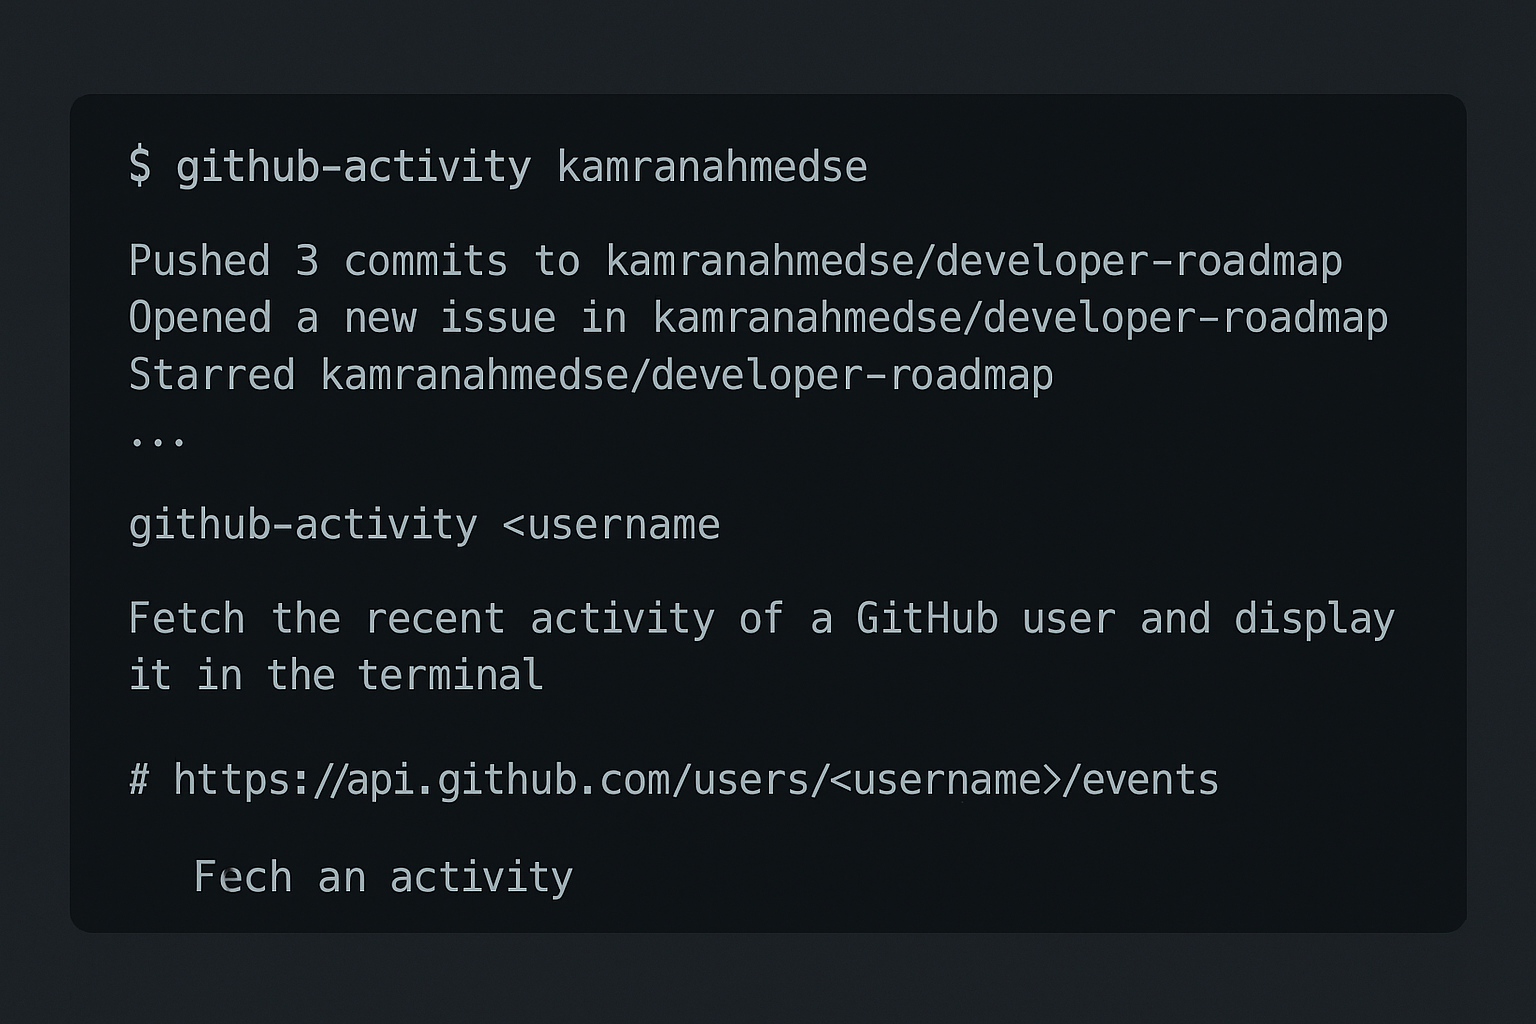 $ github-activity kamranahmedse
Pushed 3 commits to kamranahmedse/developer-roadmap
Opened a new issue in kamranahmedse/developer-roadmap
Starred kamranahmedse/developer-roadmap
...
github-activity <username
Fetch the recent activity of a GitHub user and display
it in the terminal
# https://api.github.com/users/<username>/events
Fech an activity